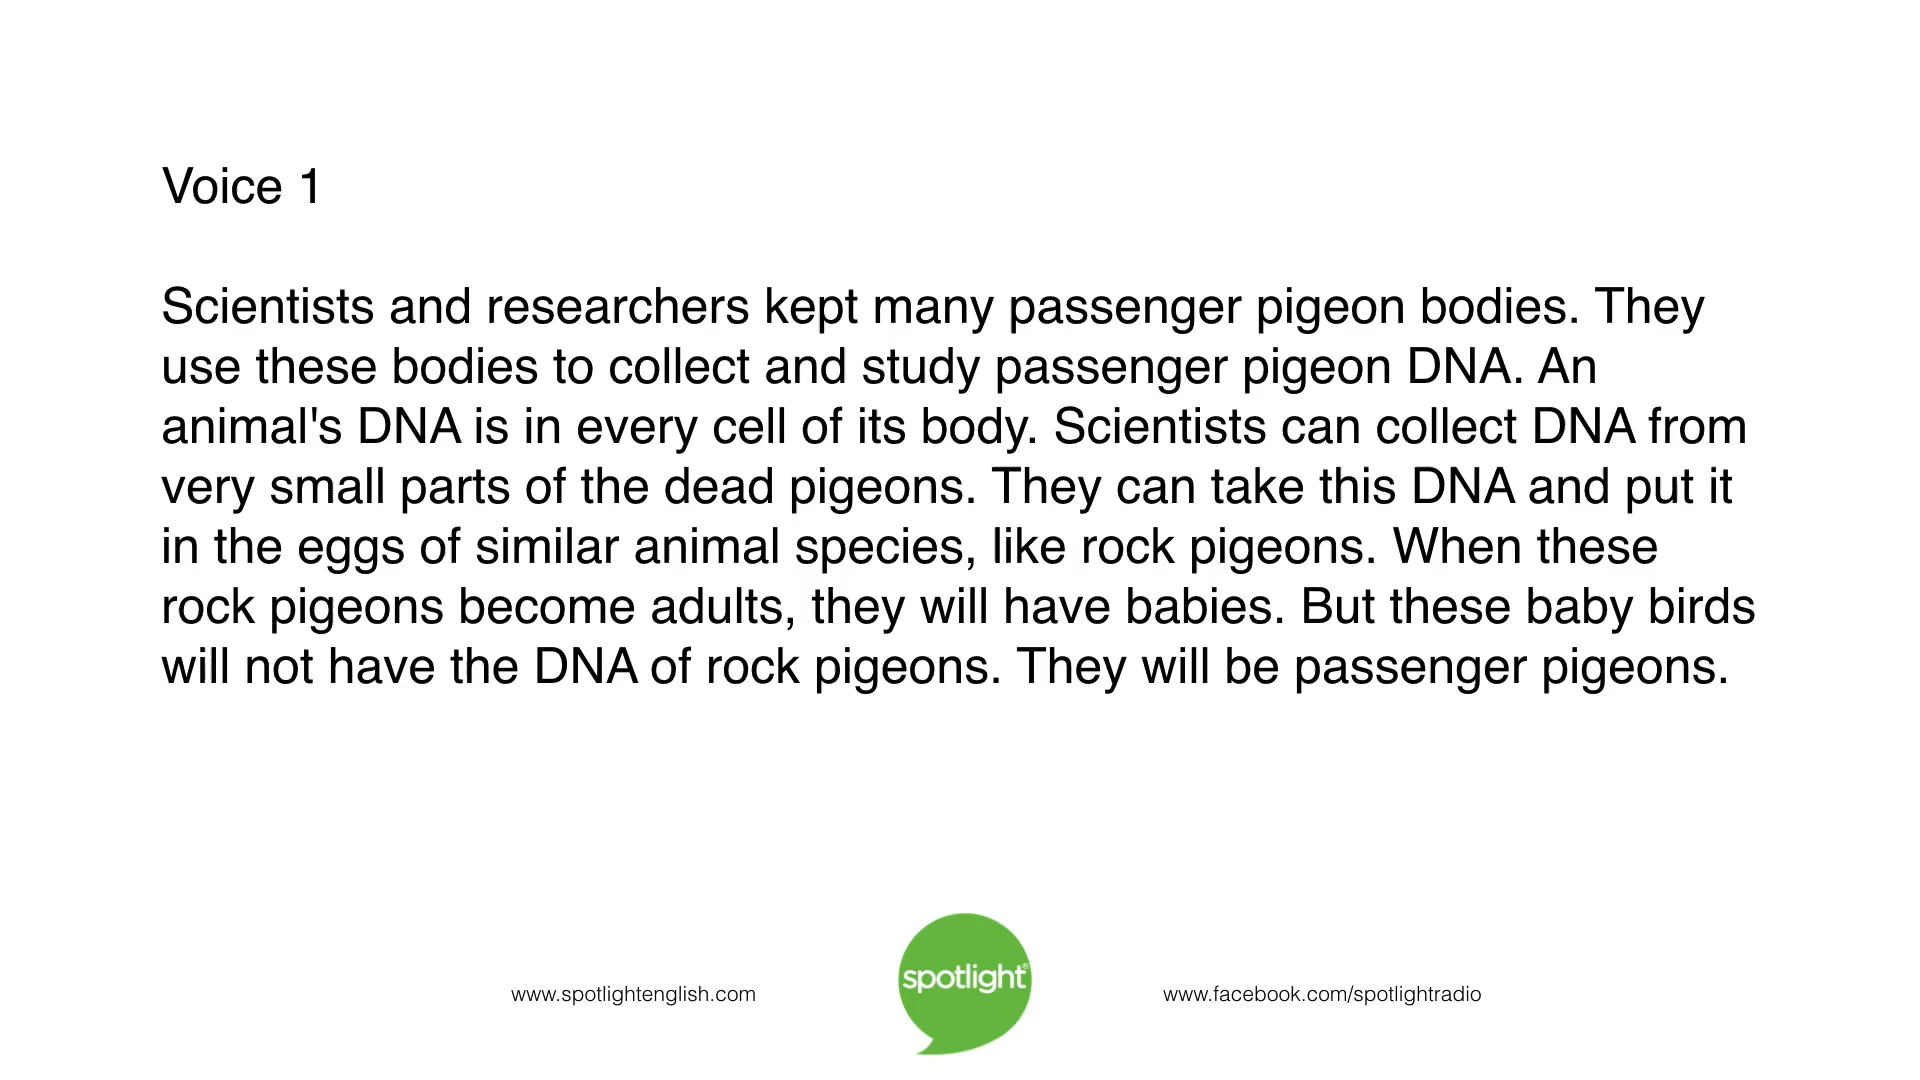 Voice 1
Scientists and researchers kept many passenger pigeon bodies. They
use these bodies to collect and study passenger pigeon DNA. An
animal's DNA is in every cell of its body. Scientists can collect DNA from
very small parts of the dead pigeons. They can take this DNA and put it
in the eggs of similar animal species, like rock pigeons. When these
rock pigeons become adults, they will have babies. But these baby birds
will not have the DNA of rock pigeons. They will be passenger pigeons.
www.spotlightenglish.com
spotlight®
www.facebook.com/spotlightradio